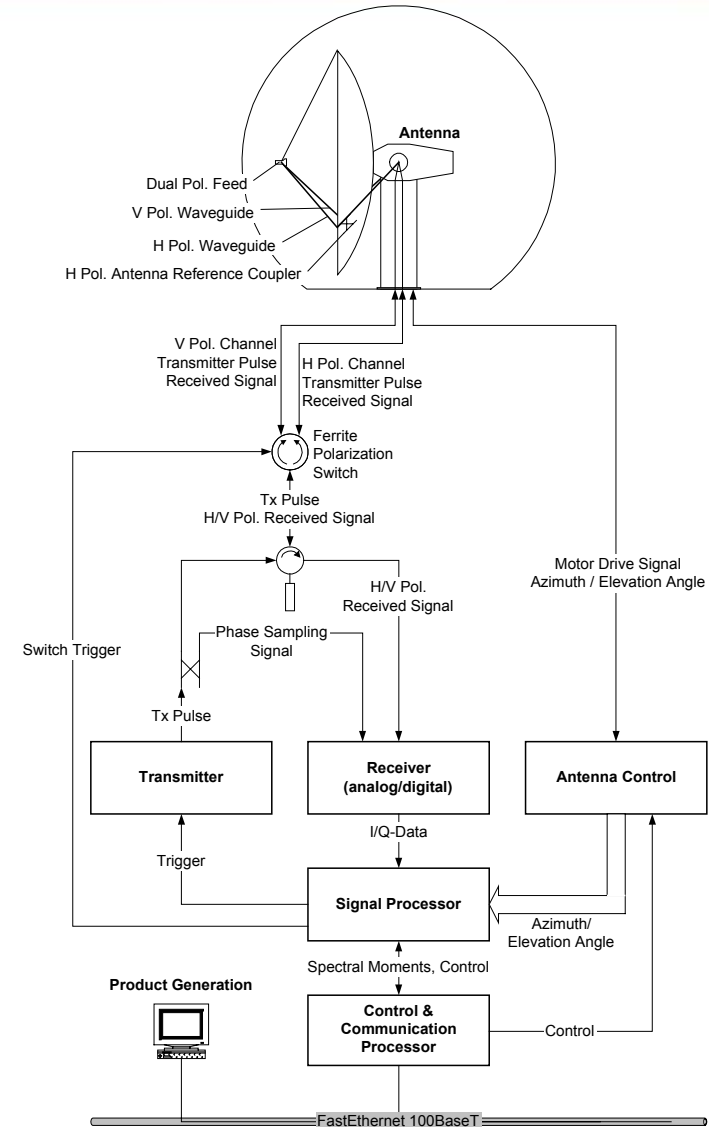 Antenna
Dual Pol. Feed
V Pol. Waveguide
H Pol. Waveguide
H Pol. Antenna Reference Coupler
V Pol. Channel
Transmitter Pulse
Received Signal
H Pol. Channel
Transmitter Pulse
Received Signal
Ferrite
Polarization
Switch
Tx Pulse
H/V Pol. Received Signal
Motor Drive Signal
Azimuth / Elevation Angle
H/V Pol.
Received Signal
Phase Sampling
Signal
Switch Trigger
Tx Pulse
Transmitter
Receiver
(analog/digital)
Antenna Control
I/Q-Data
Trigger
Signal Processor
Azimuth/
Elevation Angle
Spectral Moments, Control
Product Generation
Control &
Communication
Processor
Control
FastEthernet 100BaseT